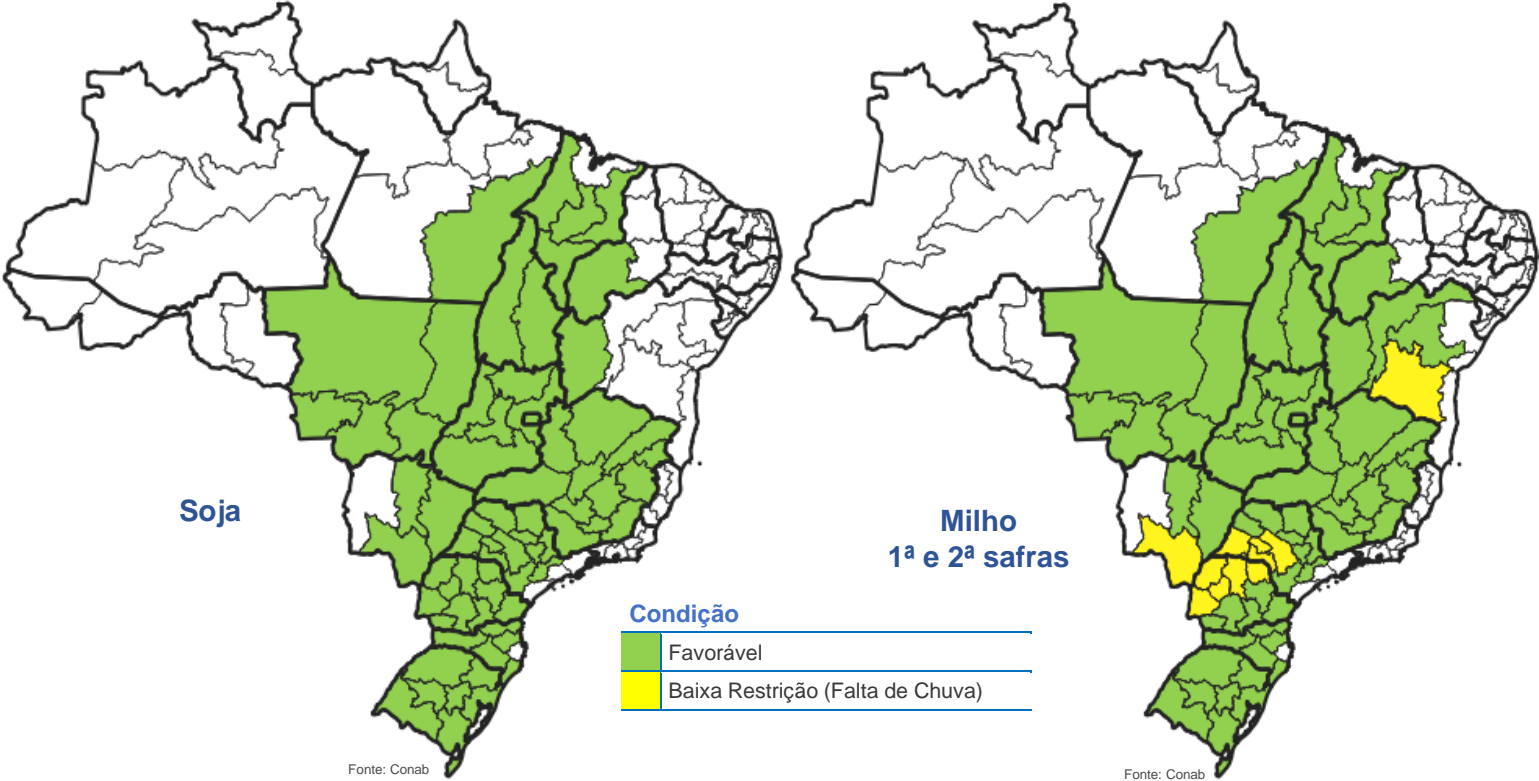 Soja
Milho
1ª e 2ª safras
Condição
Favorável
Baixa Restrição (Falta de Chuva)
Fonte: Conab
Fonte: Conab